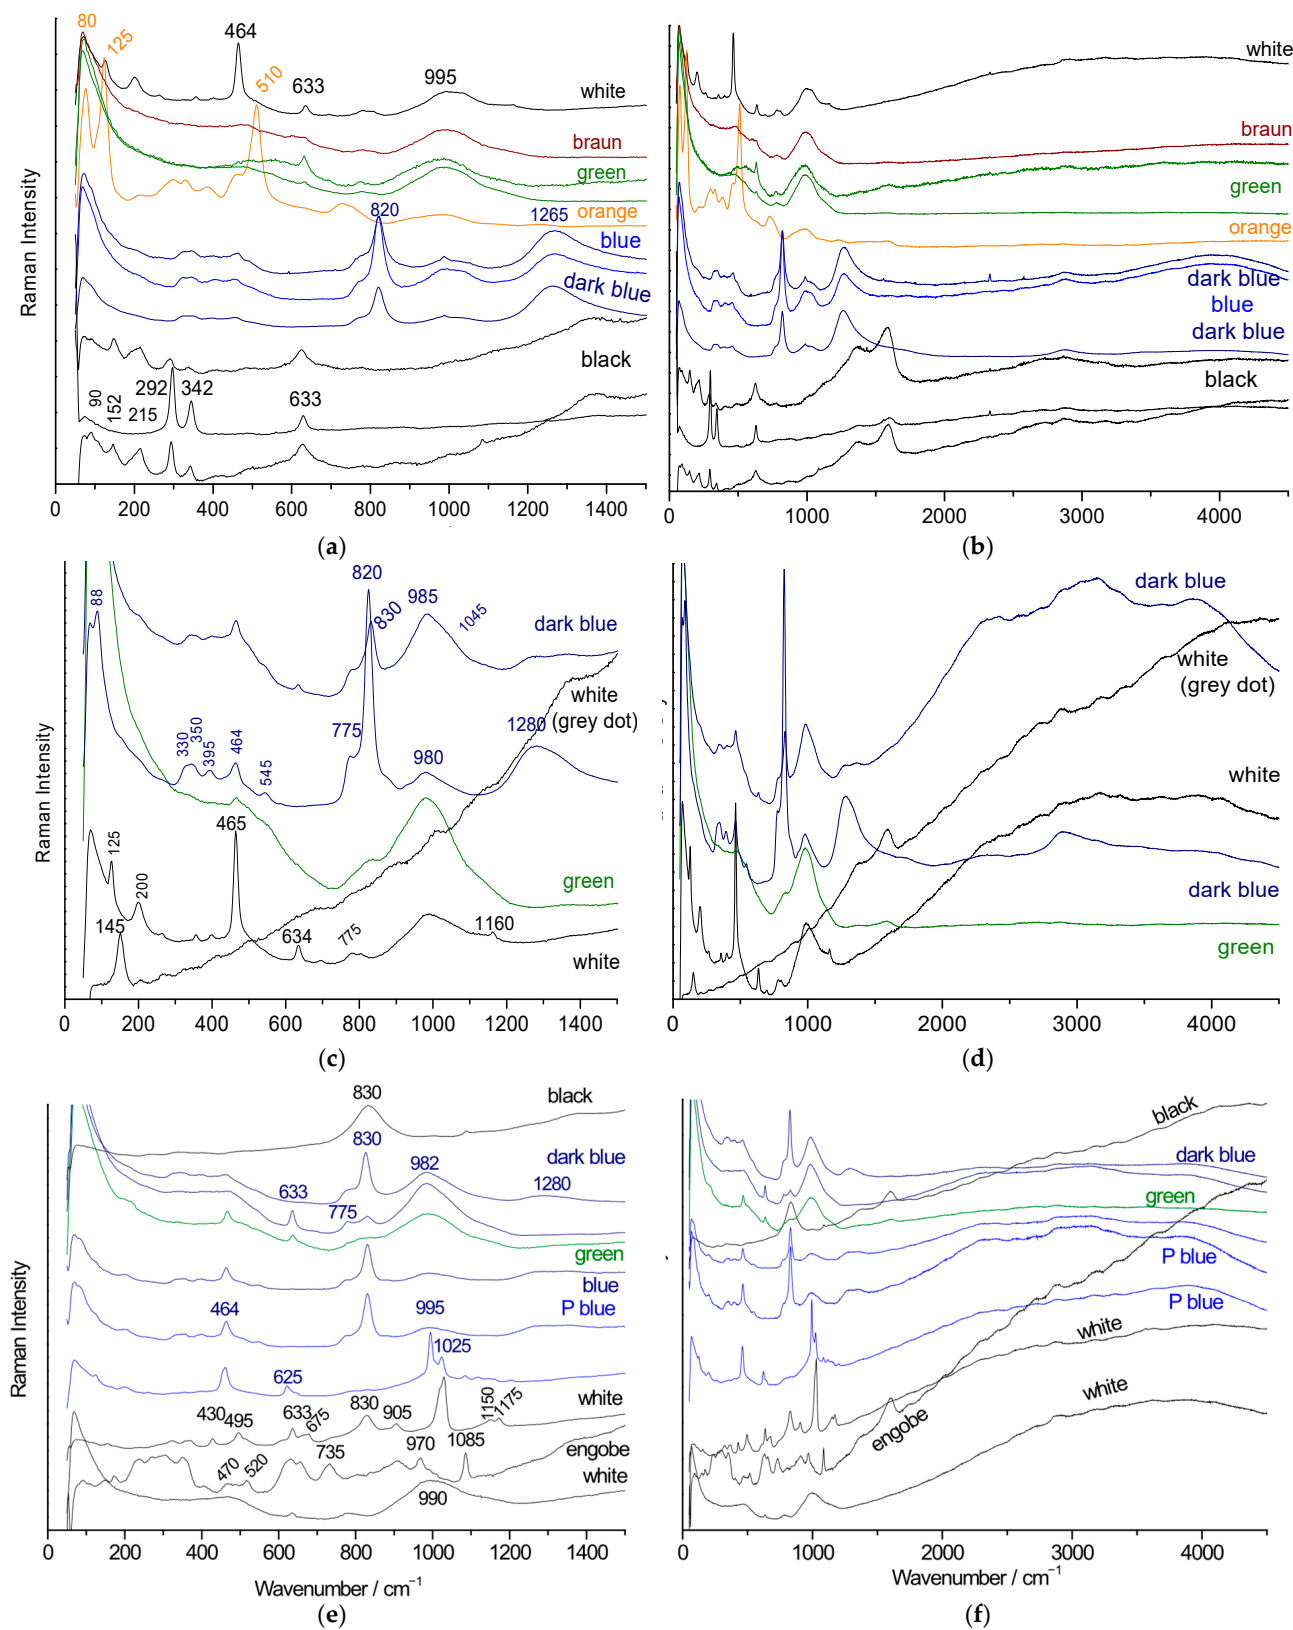 80
125
464
510
633
995
white
braun
green
orange
820
1265
blue
dark blue
black
90
152
215
292
342
633
Raman Intensity
0 200 400 600 800 1000 1200 1400
(a)
white
braun
green
orange
dark blue
blue
dark blue
black
0 1000 2000 3000 4000
(b)
88
820
830
985
1045
dark blue
white
(grey dot)
330
350
395
464
545
775
980
1280
125
145
200
465
634
775
1160
green
white
Raman Intensity
0 200 400 600 800 1000 1200 1400
(c)
dark blue
white
(grey dot)
white
dark blue
green
0 1000 2000 3000 4000
(d)
830
black
830
982
dark blue
633
775
1280
green
blue
464
995
P blue
625
1025
white
430
495
633
675
830
905
1150
1175
engobe
470
520
735
970
1085
white
990
Raman Intensity
0 200 400 600 800 1000 1200 1400
Wavenumber / cm⁻¹
(e)
black
dark blue
green
P blue
P blue
white
white
engobe
0 1000 2000 3000 4000
Wavenumber / cm⁻¹
(f)